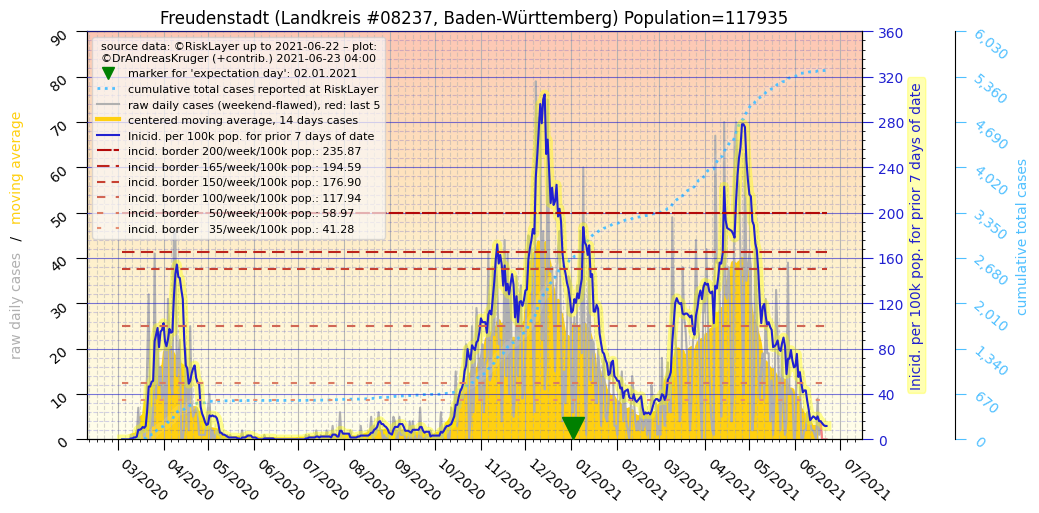 Freudenstadt (Landkreis #08237, Baden-Württemberg) Population=117935
source data: ©RiskLayer up to 2021-06-22 – plot:
©DrAndreasKruger (+contrib.) 2021-06-23 04:00
marker for 'expectation day': 02.01.2021
cumulative total cases reported at RiskLayer
raw daily cases (weekend-flawed), red: last 5
centered moving average, 14 days cases
Inicid. per 100k pop. for prior 7 days of date
incid. border 200/week/100k pop.: 235.87
incid. border 165/week/100k pop.: 194.59
incid. border 150/week/100k pop.: 176.90
incid. border 100/week/100k pop.: 117.94
incid. border   50/week/100k pop.: 58.97
incid. border   35/week/100k pop.: 41.28
raw daily cases   /   moving average
90
80
70
60
50
40
30
20
10
0
03/2020
04/2020
05/2020
06/2020
07/2020
08/2020
09/2020
10/2020
11/2020
12/2020
01/2021
02/2021
03/2021
04/2021
05/2021
06/2021
07/2021
360
320
280
240
200
160
120
80
40
0
Inicid. per 100k pop. for prior 7 days of date
6,030
5,360
4,690
4,020
3,350
2,680
2,010
1,340
670
0
cumulative total cases